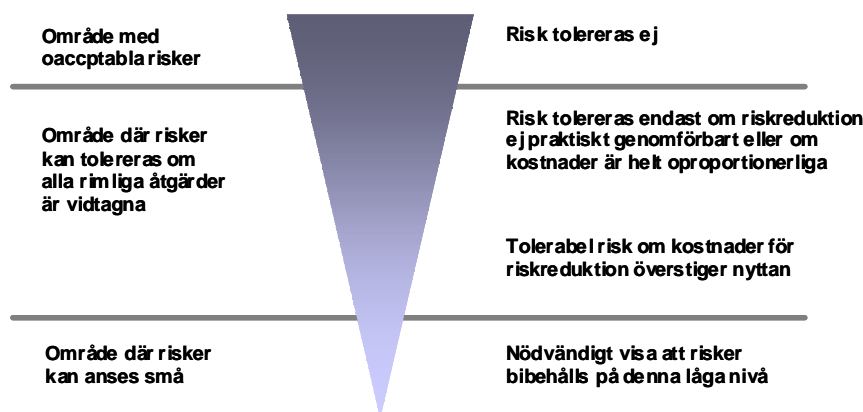 Område med
oaccptabla risker
Risk tolereras ej
Område där risker
kan tolereras om
alla rimliga åtgärder
är vidtagna
Risk tolereras endast om riskreduktion
ej praktiskt genomförbart eller om
kostnader är helt oproportionerliga
Tolerabel risk om kostnader för
riskreduktion överstiger nyttan
Område där risker
kan anses små
Nödvändigt visa att risker
bibehålls på denna låga nivå